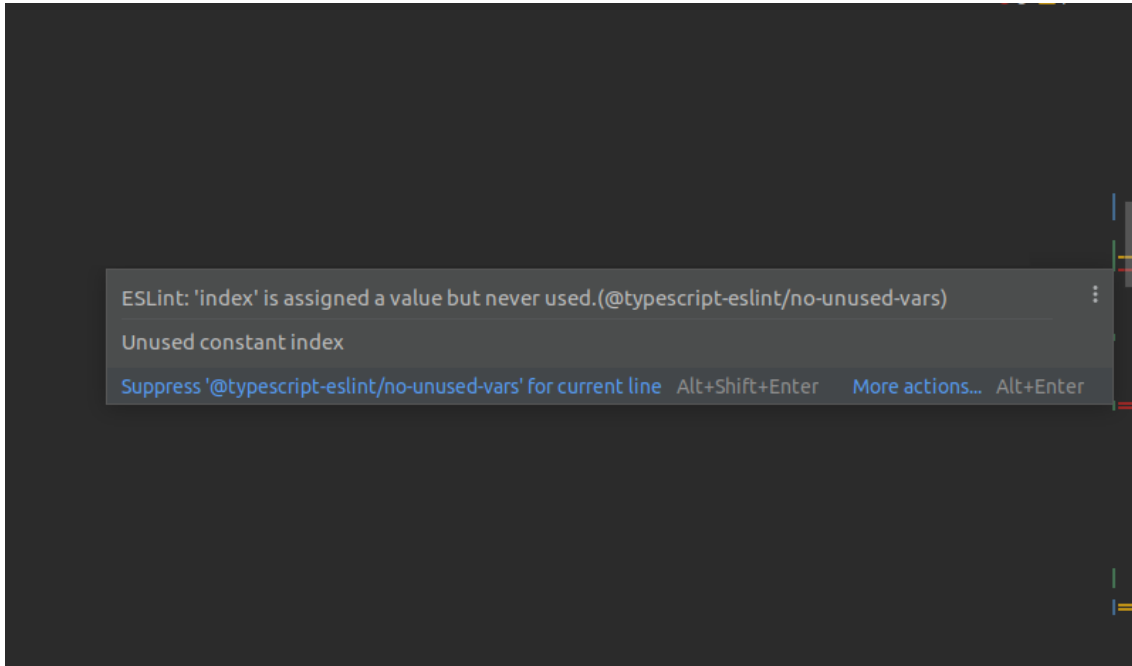 ESLint: 'index' is assigned a value but never used.(@typescript-eslint/no-unused-vars)
Unused constant index
Suppress '@typescript-eslint/no-unused-vars' for current line Alt+Shift+Enter More actions... Alt+Enter